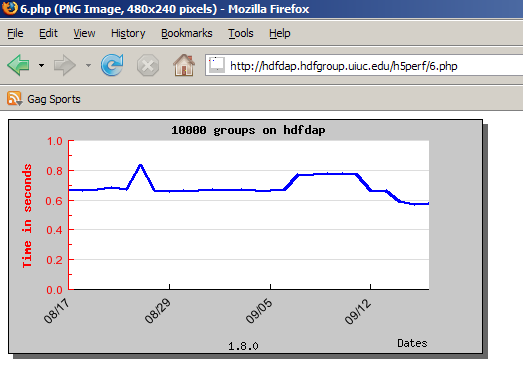 6.php (PNG Image, 480x240 pixels) - Mozilla Firefox
File Edit View History Bookmarks Tools Help
http://hdfdap.hdfgroup.uiuc.edu/h5perf/6.php
Gag Sports
10000 groups on hdfdap
Time in seconds
1.0
0.8
0.6
0.4
0.2
0.0
08/17 08/29 09/05 09/12
1.8.0 Dates